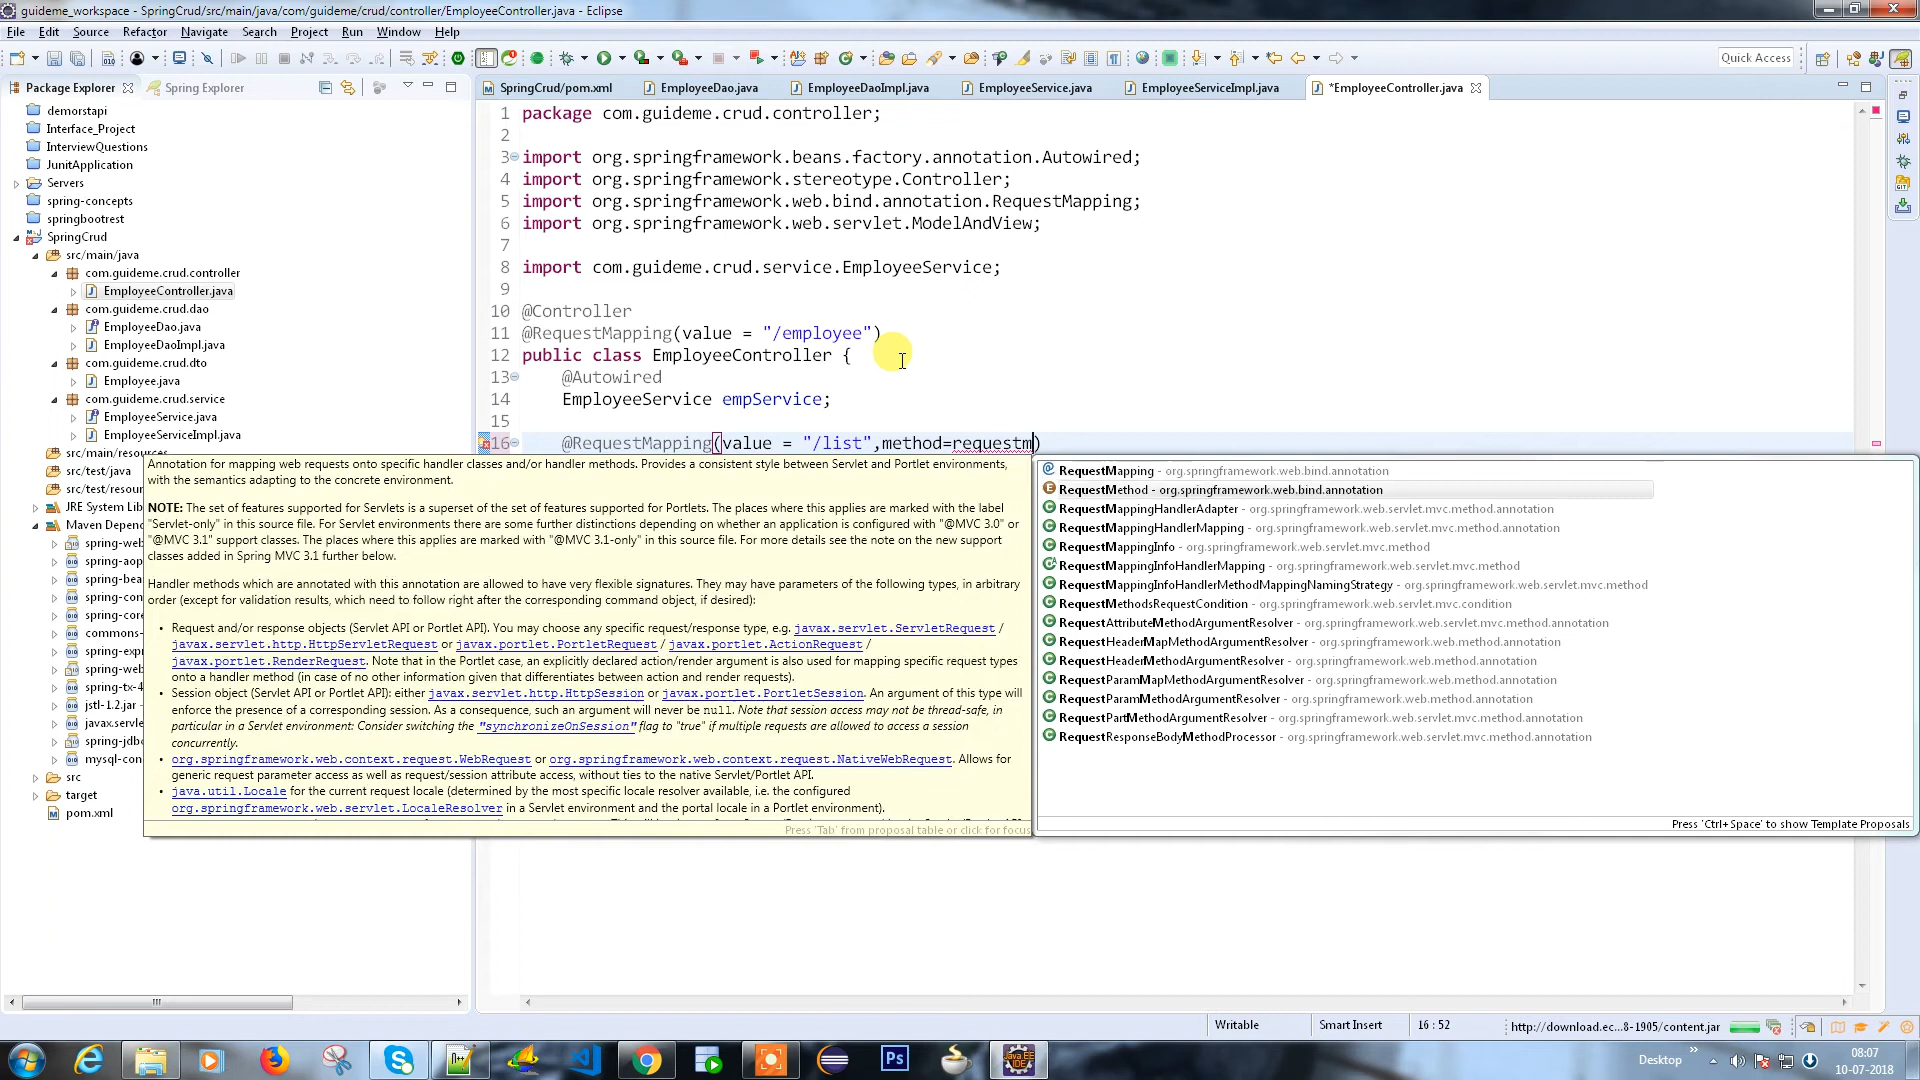 guideme_workspace - SpringCrud/src/main/java/com/guideme/crud/controller/EmployeeController.java - Eclipse
File Edit Source Refactor Navigate Search Project Run Window Help
Quick Access
Package Explorer Spring Explorer
SpringCrud/pom.xml EmployeeDao.java EmployeeDaoImpl.java EmployeeService.java EmployeeServiceImpl.java *EmployeeController.java
demorstapi
Interface_Project
InterviewQuestions
JunitApplication
Servers
spring-concepts
springbootrest
SpringCrud
src/main/java
com.guideme.crud.controller
EmployeeController.java
com.guideme.crud.dao
EmployeeDao.java
EmployeeDaoImpl.java
com.guideme.crud.dto
Employee.java
com.guideme.crud.service
EmployeeService.java
EmployeeServiceImpl.java
src/main/resources
src/test/java
src/test/resour
JRE System Lib
Maven Depend
spring-web
spring-aop
spring-bea
spring-con
spring-core
commons-
spring-expr
spring-web
spring-tx-4
jstl-1.2.jar
javax.servle
spring-jdbc
mysql-con
src
target
pom.xml
1 package com.guideme.crud.controller;
2
3 import org.springframework.beans.factory.annotation.Autowired;
4 import org.springframework.stereotype.Controller;
5 import org.springframework.web.bind.annotation.RequestMapping;
6 import org.springframework.web.servlet.ModelAndView;
7
8 import com.guideme.crud.service.EmployeeService;
9
10 @Controller
11 @RequestMapping(value = "/employee")
12 public class EmployeeController {
13 @Autowired
14 EmployeeService empService;
15
16 @RequestMapping(value = "/list",method=requestm)
Annotation for mapping web requests onto specific handler classes and/or handler methods. Provides a consistent style between Servlet and Portlet environments,
with the semantics adapting to the concrete environment.
NOTE: The set of features supported for Servlets is a superset of the set of features supported for Portlets. The places where this applies are marked with the label
"Servlet-only" in this source file. For Servlet environments there are some further distinctions depending on whether an application is configured with "@MVC 3.0" or
"@MVC 3.1" support classes. The places where this applies are marked with "@MVC 3.1-only" in this source file. For more details see the note on the new support
classes added in Spring MVC 3.1 further below.
Handler methods which are annotated with this annotation are allowed to have very flexible signatures. They may have parameters of the following types, in arbitrary
order (except for validation results, which need to follow right after the corresponding command object, if desired):
• Request and/or response objects (Servlet API or Portlet API). You may choose any specific request/response type, e.g. javax.servlet.ServletRequest /
javax.servlet.http.HttpServletRequest or javax.portlet.PortletRequest / javax.portlet.ActionRequest /
javax.portlet.RenderRequest. Note that in the Portlet case, an explicitly declared action/render argument is also used for mapping specific request types
onto a handler method (in case of no other information given that differentiates between action and render requests).
• Session object (Servlet API or Portlet API): either javax.servlet.http.HttpSession or javax.portlet.PortletSession. An argument of this type will
enforce the presence of a corresponding session. As a consequence, such an argument will never be null. Note that session access may not be thread-safe, in
particular in a Servlet environment: Consider switching the "synchronizeOnSession" flag to "true" if multiple requests are allowed to access a session
concurrently.
• org.springframework.web.context.request.WebRequest or org.springframework.web.context.request.NativeWebRequest. Allows for
generic request parameter access as well as request/session attribute access, without ties to the native Servlet/Portlet API.
• java.util.Locale for the current request locale (determined by the most specific locale resolver available, i.e. the configured
org.springframework.web.servlet.LocaleResolver in a Servlet environment and the portal locale in a Portlet environment).
Press 'Tab' from proposal table or click for focus
RequestMapping - org.springframework.web.bind.annotation
RequestMethod - org.springframework.web.bind.annotation
RequestMappingHandlerAdapter - org.springframework.web.servlet.mvc.method.annotation
RequestMappingHandlerMapping - org.springframework.web.servlet.mvc.method.annotation
RequestMappingInfo - org.springframework.web.servlet.mvc.method
RequestMappingInfoHandlerMapping - org.springframework.web.servlet.mvc.method
RequestMappingInfoHandlerMethodMappingNamingStrategy - org.springframework.web.servlet.mvc.method
RequestMethodsRequestCondition - org.springframework.web.servlet.mvc.condition
RequestAttributeMethodArgumentResolver - org.springframework.web.servlet.mvc.method.annotation
RequestHeaderMapMethodArgumentResolver - org.springframework.web.method.annotation
RequestHeaderMethodArgumentResolver - org.springframework.web.method.annotation
RequestParamMapMethodArgumentResolver - org.springframework.web.method.annotation
RequestParamMethodArgumentResolver - org.springframework.web.method.annotation
RequestPartMethodArgumentResolver - org.springframework.web.servlet.mvc.method.annotation
RequestResponseBodyMethodProcessor - org.springframework.web.servlet.mvc.method.annotation
Press 'Ctrl+Space' to show Template Proposals
Writable Smart Insert 16 : 52 http://download.ec...8-1905/content.jar
Desktop
08:07
10-07-2018